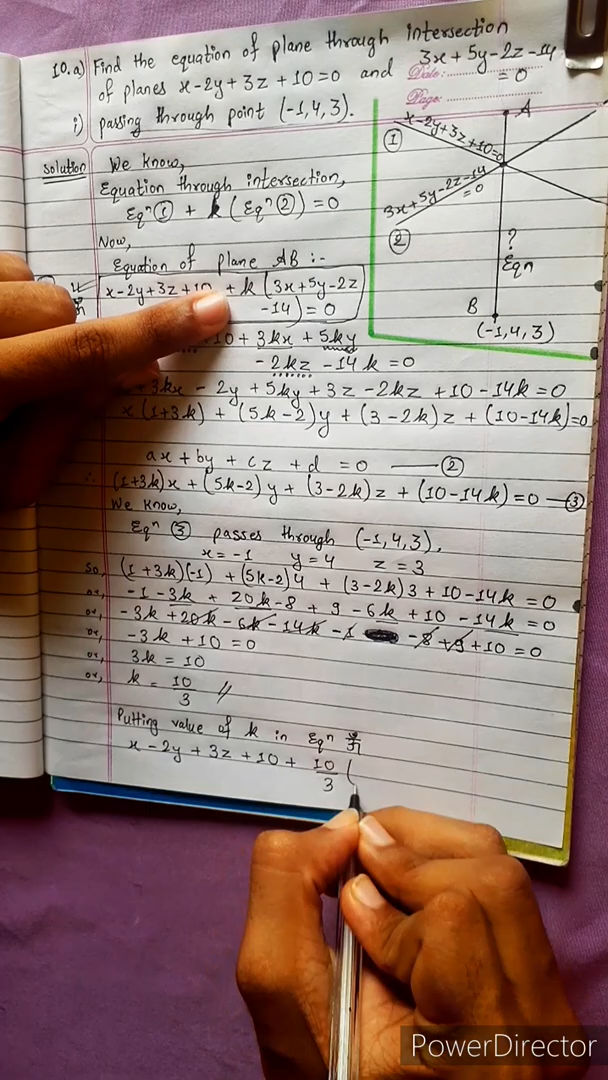 10.a) Find the equation of plane through intersection
of planes x-2y+3z+10=0 and 3x+5y-2z-14
=0
Date:
Page:
i) passing through point (-1,4,3).
A
x-2y+3z+10=0
①
3x+5y-2z-14
=0
②
?
Eqn
B
(-1,4,3)
Solution We know,
Equation through intersection,
Eqⁿ① + k (Eqⁿ②) = 0
Now,
Equation of plane AB :-
x-2y+3z+10 + k (3x+5y-2z
-14) = 0
10 + 3kx + 5ky
- 2kz - 14k = 0
+3kx - 2y + 5ky + 3z - 2kz + 10 - 14k = 0
x(1+3k) + (5k-2)y + (3-2k)z + (10-14k)=0
ax + by + cz + d = 0 —— ②
∴ (1+3k)x + (5k-2)y + (3-2k)z + (10-14k) = 0 —③
We know,
Eqⁿ ③ passes through (-1,4,3),
x = -1 y = 4 z = 3
So, (1+3k)(-1) + (5k-2)4 + (3-2k)3 + 10-14k = 0
or, -1 -3k + 20k-8 + 9 -6k + 10 -14k = 0
or, -3k + 20k - 6k - 14k - 1 -8 +9 +10 = 0
or, -3k + 10 = 0
or, 3k = 10
or, k = 10/3 //
Putting value of k in Eqⁿ
x - 2y + 3z + 10 + 10/3 (
PowerDirector